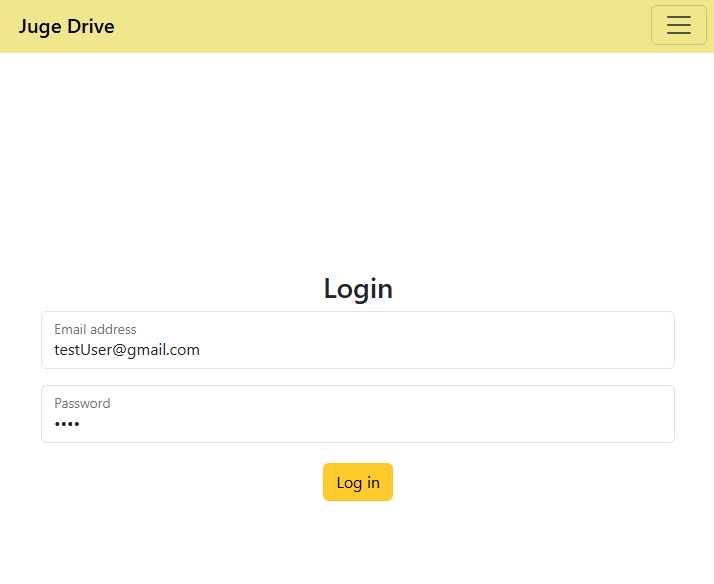 Juge Drive
Login
Email address
testUser@gmail.com
Password
••••
Log in